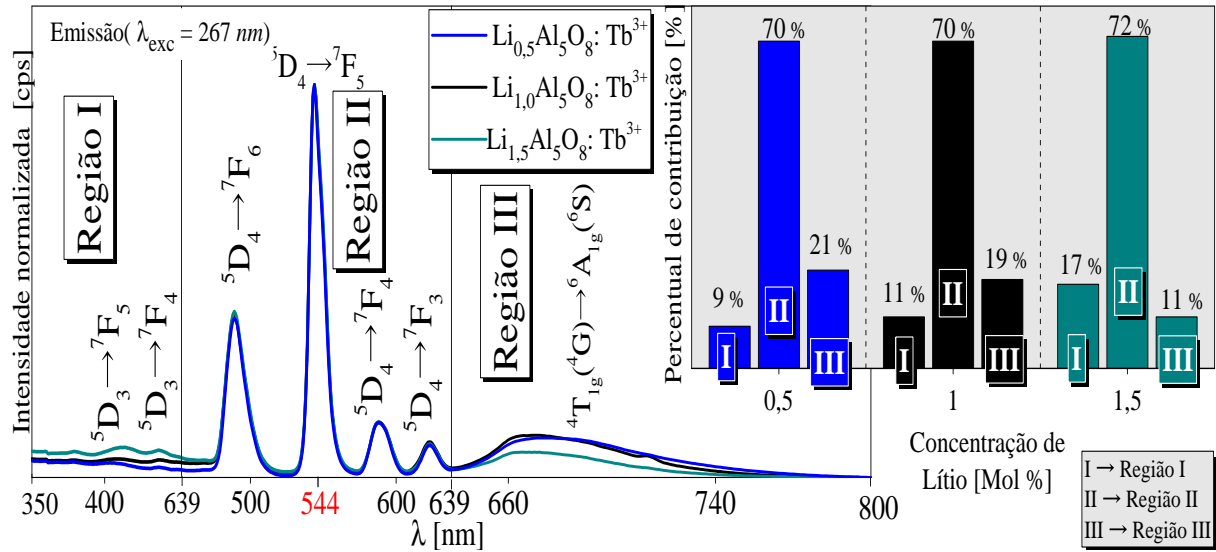 Emissão( λexc = 267 nm)
Intensidade normalizada [cps]
Região I
Região II
Região III
⁵D₃→⁷F₅
⁵D₃→⁷F₄
⁵D₄→⁷F₆
⁵D₄→⁷F₅
⁵D₄→⁷F₄
⁵D₄→⁷F₃
⁴T₁g(⁴G)→⁶A₁g(⁶S)
Li₀,₅Al₅O₈: Tb³⁺
Li₁,₀Al₅O₈: Tb³⁺
Li₁,₅Al₅O₈: Tb³⁺
350 400 639 500 544 600 639 660 740 800
λ [nm]
Percentual de contribuição [%]
70 % 70 % 72 %
9 % 21 % 11 % 19 % 17 % 11 %
I II III I II III I II III
0,5 1 1,5
Concentração de
Lítio [Mol %]
I → Região I
II → Região II
III → Região III